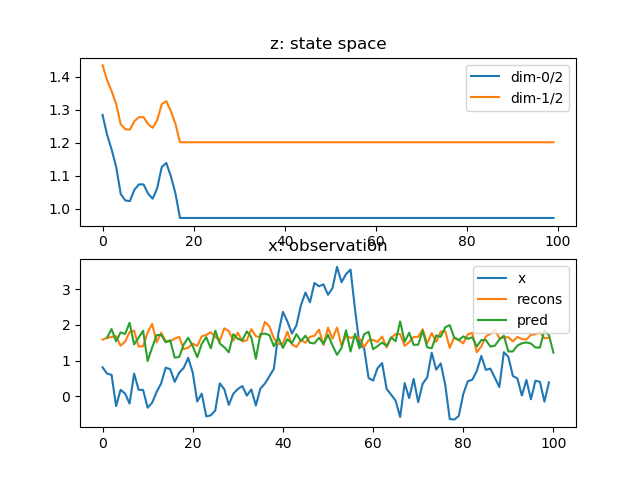 z: state space
1.4
1.3
1.2
1.1
1.0
dim-0/2
dim-1/2
0 20 40 60 80 100
x: observation
3
2
1
0
x
recons
pred
0 20 40 60 80 100